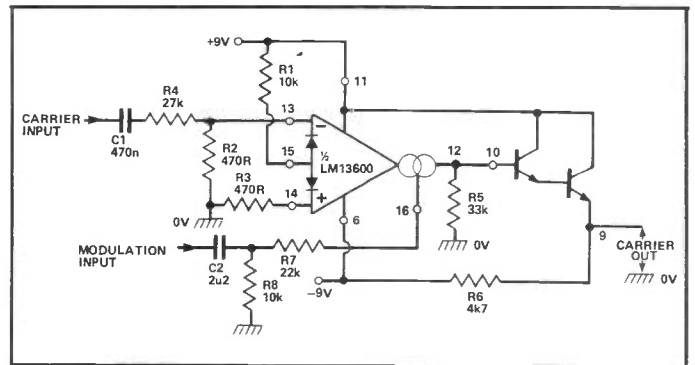 +9V
R1
10k
11
R4
27k
CARRIER
INPUT
C1
470n
13
R2
470R
15
½
LM13600
R3
470R
14
0V
−
+
12
10
16
6
R5
33k
0V
9
CARRIER
OUT
0V
MODULATION
INPUT
C2
2u2
R7
22k
R8
10k
−9V
R6
4k7